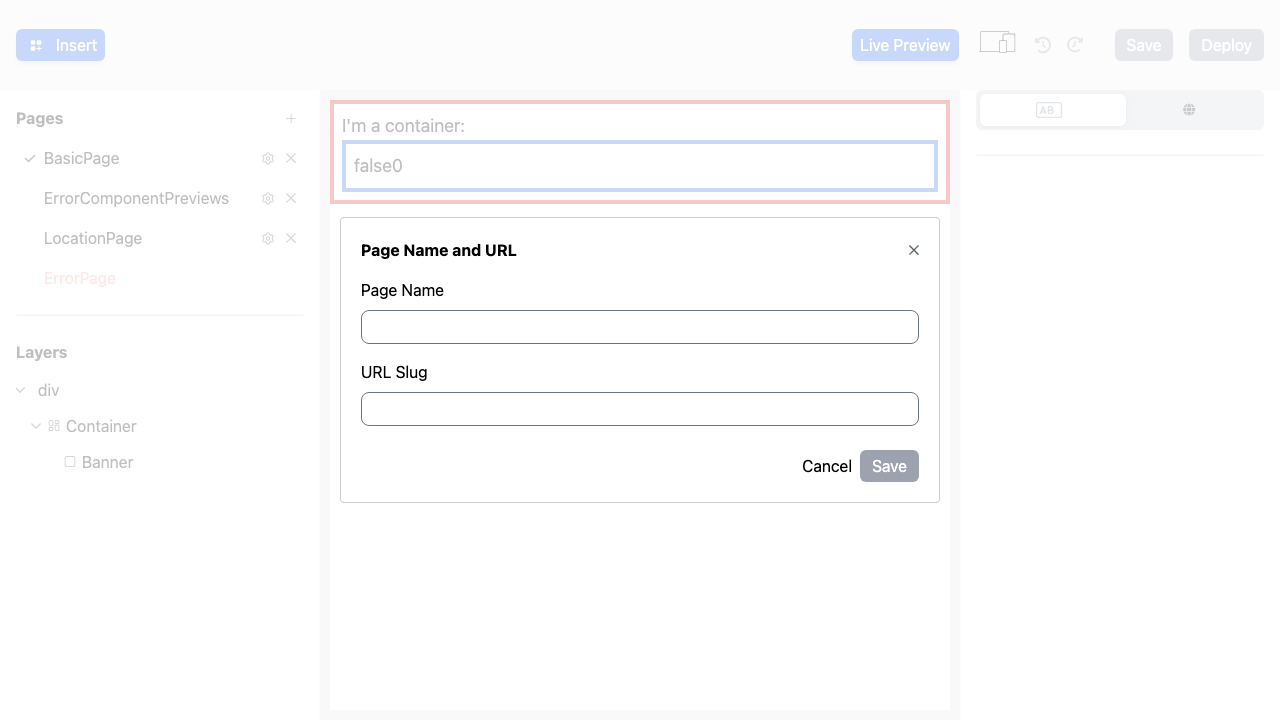 Insert
Live Preview
Save
Deploy
Pages
BasicPage
ErrorComponentPreviews
LocationPage
ErrorPage
Layers
div
Container
Banner
I'm a container:
false0
Page Name and URL
Page Name
URL Slug
Cancel
Save
AB